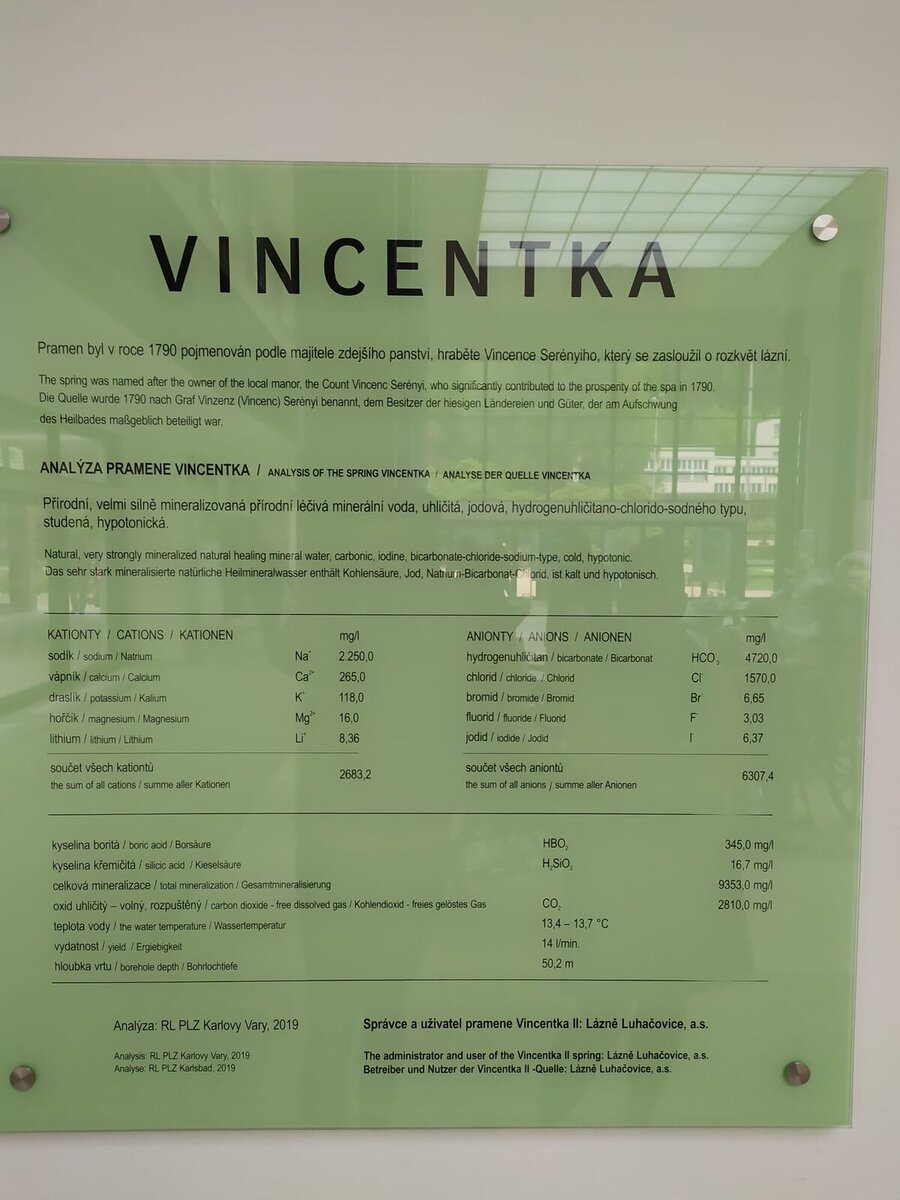 VINCENTKA
Pramen byl v roce 1790 pojmenován podle majitele zdejšího panství, hraběte Vincence Serényiho, který se zasloužil o rozkvět lázní.
The spring was named after the owner of the local manor, the Count Vincenc Serényi, who significantly contributed to the prosperity of the spa in 1790.
Die Quelle wurde 1790 nach Graf Vinzenz (Vincenc) Serényi benannt, dem Besitzer der hiesigen Ländereien und Güter, der am Aufschwung
des Heilbades maßgeblich beteiligt war.
ANALÝZA PRAMENE VINCENTKA / ANALYSIS OF THE SPRING VINCENTKA / ANALYSE DER QUELLE VINCENTKA
Přírodní, velmi silně mineralizovaná přírodní léčivá minerální voda, uhličitá, jodová, hydrogenuhličitano-chlorido-sodného typu,
studená, hypotonická.
Natural, very strongly mineralized natural healing mineral water, carbonic, iodine, bicarbonate-chloride-sodium-type, cold, hypotonic.
Das sehr stark mineralisierte natürliche Heilmineralwasser enthält Kohlensäure, Jod, Natrium-Bicarbonat-Chlorid, ist kalt und hypotonisch.
KATIONTY / CATIONS / KATIONEN mg/l
sodík / sodium / Natrium Na⁺ 2.250,0
vápník / calcium / Calcium Ca²⁺ 265,0
draslík / potassium / Kalium K⁺ 118,0
hořčík / magnesium / Magnesium Mg²⁺ 16,0
lithium / lithium / Lithium Li⁺ 8,36
součet všech kationtů 2683,2
the sum of all cations / summe aller Kationen
ANIONTY / ANIONS / ANIONEN mg/l
hydrogenuhličitan / bicarbonate / Bicarbonat HCO₃⁻ 4720,0
chlorid / chloride / Chlorid Cl⁻ 1570,0
bromid / bromide / Bromid Br⁻ 6,65
fluorid / fluoride / Fluorid F⁻ 3,03
jodid / iodide / Jodid I⁻ 6,37
součet všech aniontů 6307,4
the sum of all anions / summe aller Anionen
kyselina boritá / boric acid / Borsäure HBO₂ 345,0 mg/l
kyselina křemičitá / silicic acid / Kieselsäure H₂SiO₃ 16,7 mg/l
celková mineralizace / total mineralization / Gesamtmineralisierung 9353,0 mg/l
oxid uhličitý – volný, rozpuštěný / carbon dioxide - free dissolved gas / Kohlendioxid - freies gelöstes Gas CO₂ 2810,0 mg/l
teplota vody / the water temperature / Wassertemperatur 13,4 – 13,7 °C
vydatnost / yield / Ergiebigkeit 14 l/min.
hloubka vrtu / borehole depth / Bohrlochtiefe 50,2 m
Analýza: RL PLZ Karlovy Vary, 2019
Analysis: RL PLZ Karlovy Vary, 2019
Analyse: RL PLZ Karlsbad, 2019
Správce a uživatel pramene Vincentka II: Lázně Luhačovice, a.s.
The administrator and user of the Vincentka II spring: Lázně Luhačovice, a.s.
Betreiber und Nutzer der Vincentka II -Quelle: Lázně Luhačovice, a.s.